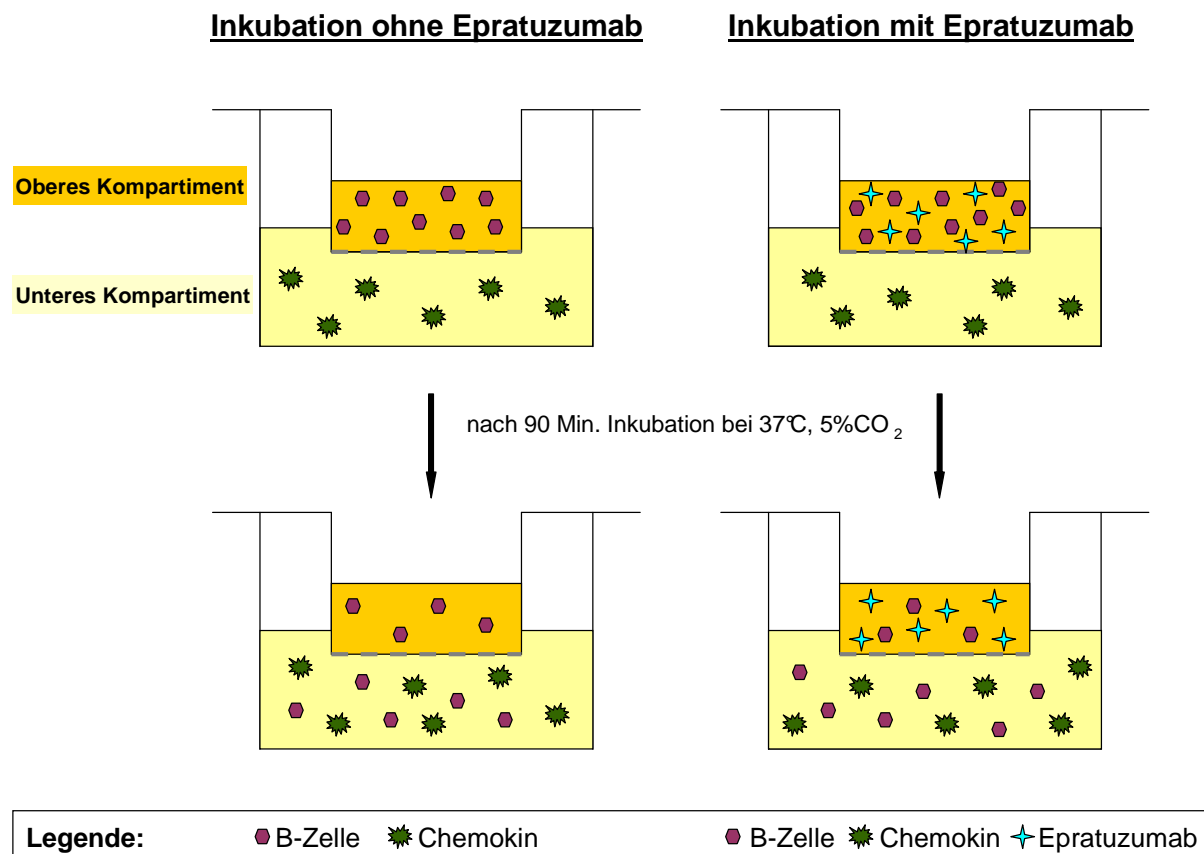 Inkubation ohne Epratuzumab
Inkubation mit Epratuzumab
Oberes Kompartiment
Unteres Kompartiment
nach 90 Min. Inkubation bei 37℃, 5%CO 2
Legende: B-Zelle Chemokin B-Zelle Chemokin Epratuzumab